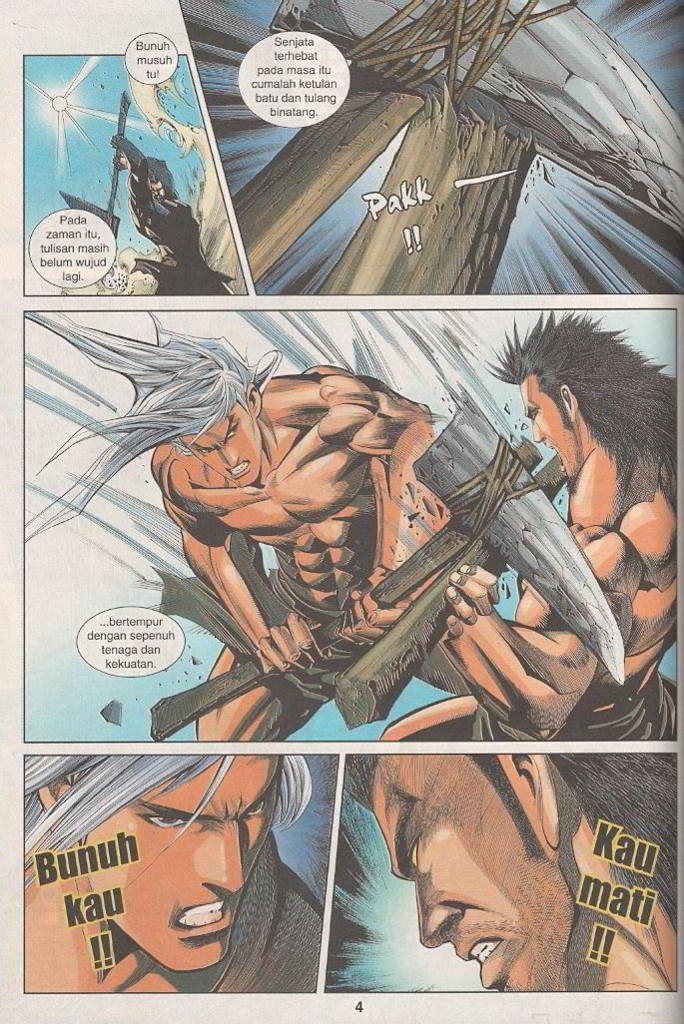 Bunuh
musuh
tu!
Pada
zaman itu,
tulisan masih
belum wujud
lagi.
Senjata
terhebat
pada masa itu
cumalah ketulan
batu dan tulang
binatang.
Pakk
!!
...bertempur
dengan sepenuh
tenaga dan
kekuatan.
Bunuh
kau
!!
Kau
mati
!!
4